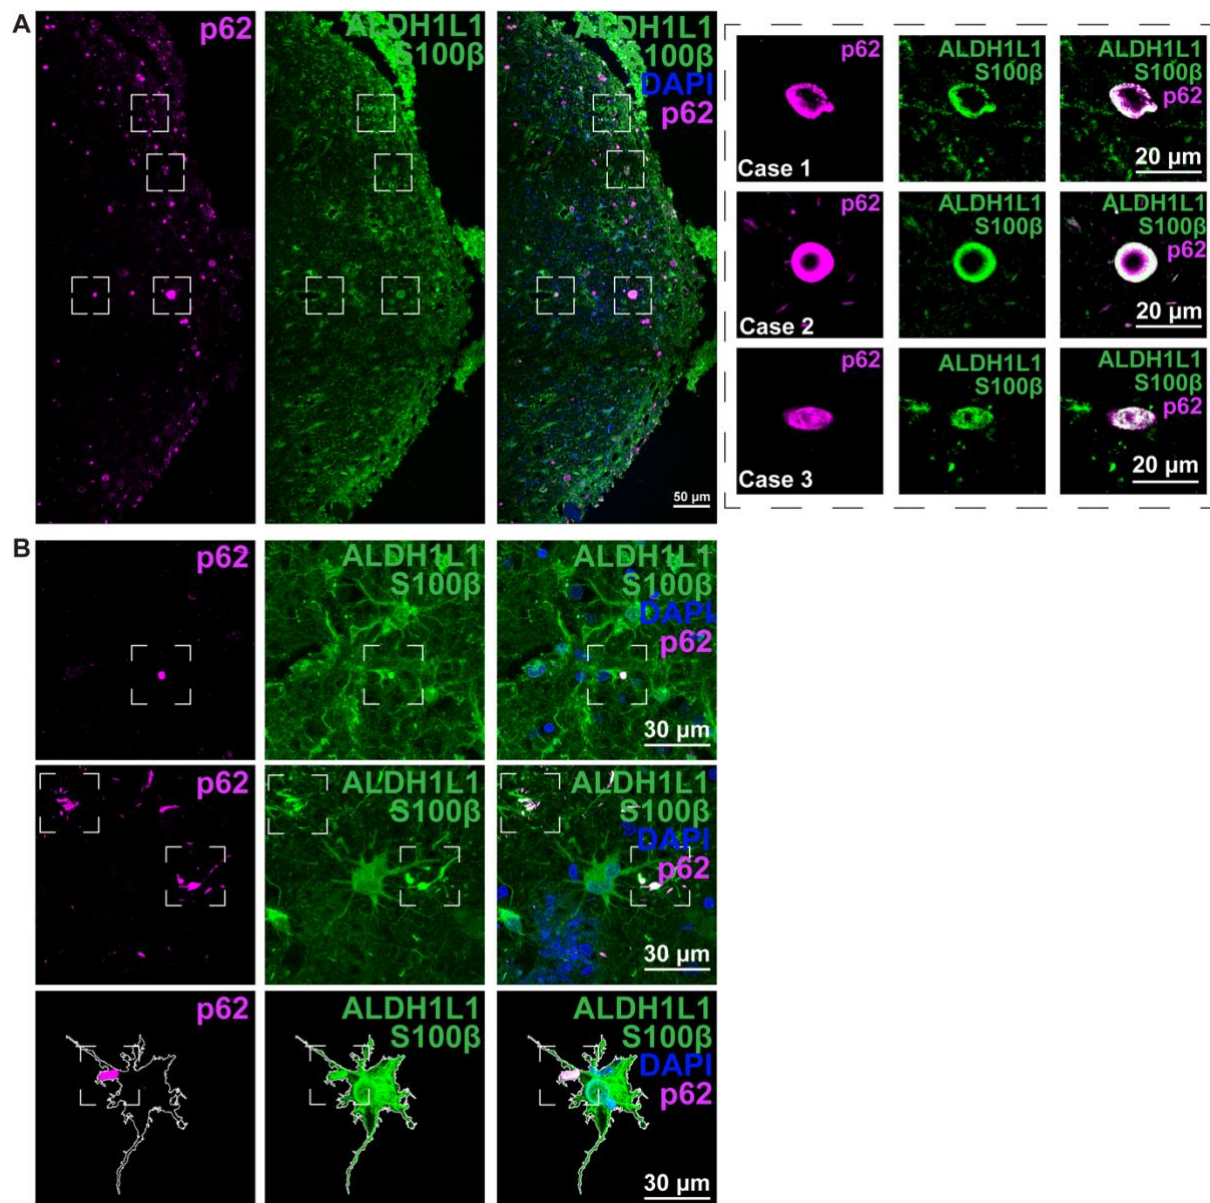 A
p62
ALDH1L1
S100β
ALDH1L1
S100β
DAPI
p62
50 µm
p62
Case 1
ALDH1L1
S100β
ALDH1L1
S100β
p62
20 µm
p62
Case 2
ALDH1L1
S100β
ALDH1L1
S100β
p62
20 µm
p62
Case 3
ALDH1L1
S100β
ALDH1L1
S100β
p62
20 µm
B
p62
ALDH1L1
S100β
ALDH1L1
S100β
DAPI
p62
30 µm
p62
ALDH1L1
S100β
ALDH1L1
S100β
DAPI
p62
30 µm
p62
ALDH1L1
S100β
ALDH1L1
S100β
DAPI
p62
30 µm